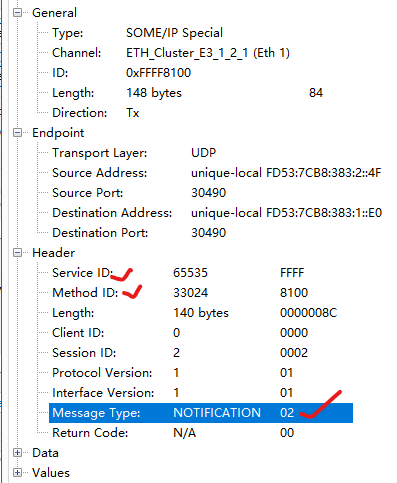 General
Type: SOME/IP Special
Channel: ETH_Cluster_E3_1_2_1 (Eth 1)
ID: 0xFFFF8100
Length: 148 bytes 84
Direction: Tx
Endpoint
Transport Layer: UDP
Source Address: unique-local FD53:7CB8:383:2::4F
Source Port: 30490
Destination Address: unique-local FD53:7CB8:383:1::E0
Destination Port: 30490
Header
Service ID: 65535 FFFF
Method ID: 33024 8100
Length: 140 bytes 0000008C
Client ID: 0 0000
Session ID: 2 0002
Protocol Version: 1 01
Interface Version: 1 01
Message Type: NOTIFICATION 02
Return Code: N/A 00
Data
Values